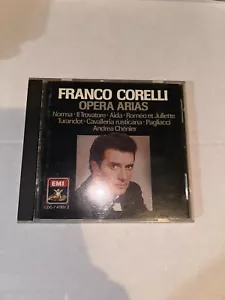 FRANCO CORELLI
OPERA ARIAS
Norma · Il Trovatore · Aida · Roméo et Juliette
Turandot · Cavalleria rusticana · Pagliacci
Andrea Chénier
EMI